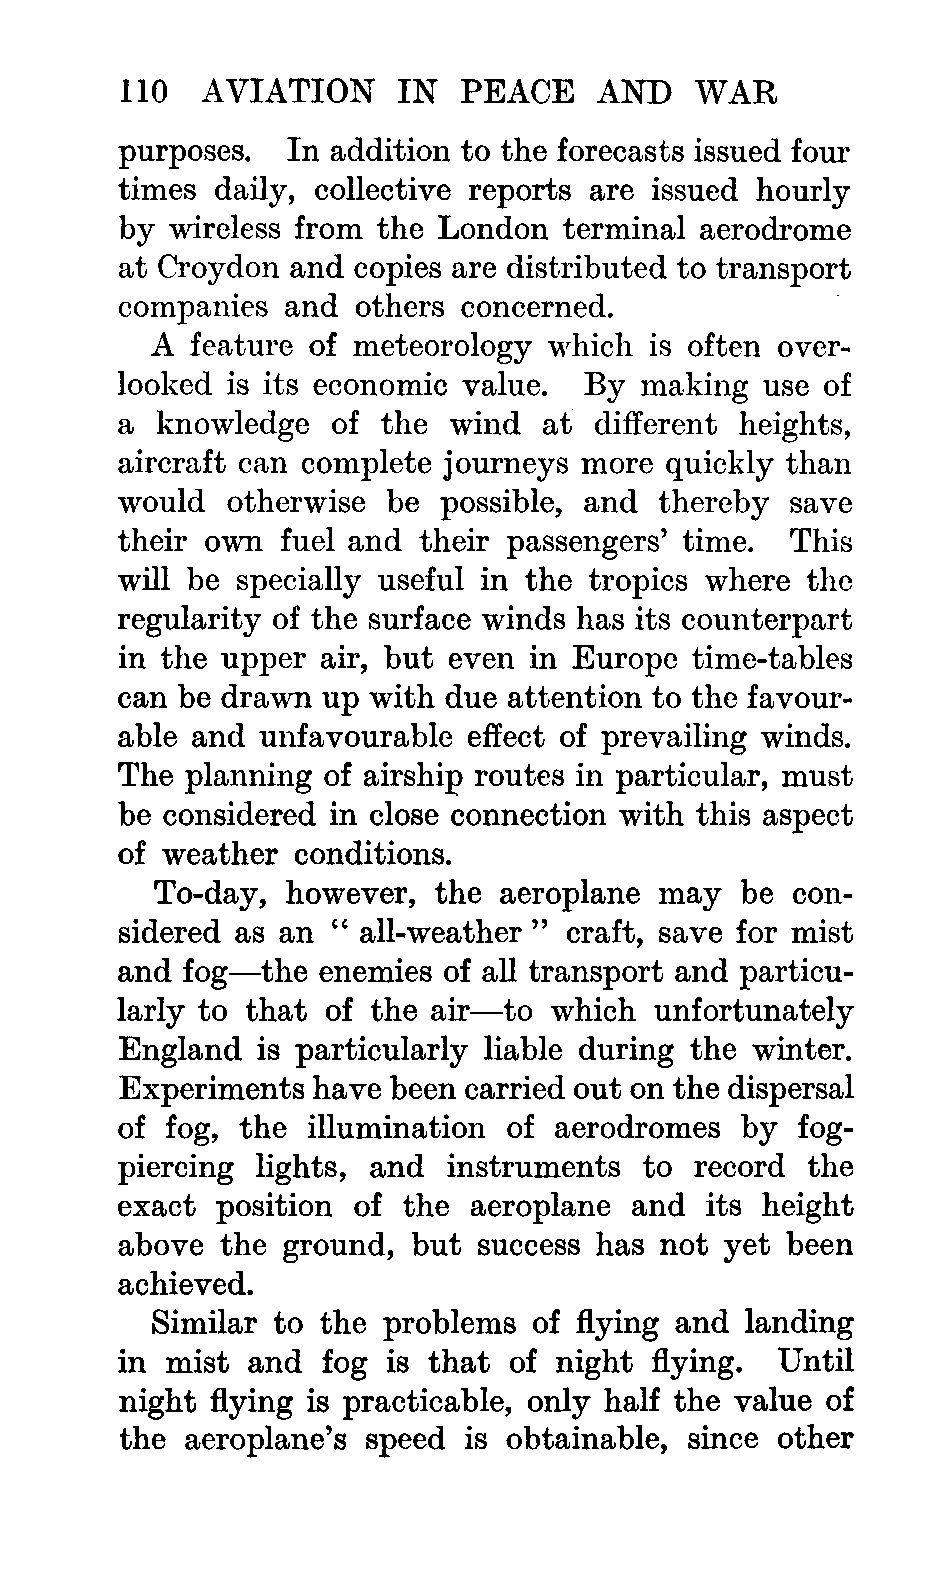 110 AVIATION IN PEACE AND WAR
purposes. In addition to the forecasts issued four
times daily, collective reports are issued hourly
by wireless from the London terminal aerodrome
at Croydon and copies are distributed to transport
companies and others concerned.
A feature of meteorology which is often over-
looked is its economic value. By making use of
a knowledge of the wind at different heights,
aircraft can complete journeys more quickly than
would otherwise be possible, and thereby save
their own fuel and their passengers' time. This
will be specially useful in the tropics where the
regularity of the surface winds has its counterpart
in the upper air, but even in Europe time-tables
can be drawn up with due attention to the favour-
able and unfavourable effect of prevailing winds.
The planning of airship routes in particular, must
be considered in close connection with this aspect
of weather conditions.
To-day, however, the aeroplane may be con-
sidered as an “ all-weather ” craft, save for mist
and fog—the enemies of all transport and particu-
larly to that of the air—to which unfortunately
England is particularly liable during the winter.
Experiments have been carried out on the dispersal
of fog, the illumination of aerodromes by fog-
piercing lights, and instruments to record the
exact position of the aeroplane and its height
above the ground, but success has not yet been
achieved.
Similar to the problems of flying and landing
in mist and fog is that of night flying. Until
night flying is practicable, only half the value of
the aeroplane's speed is obtainable, since other